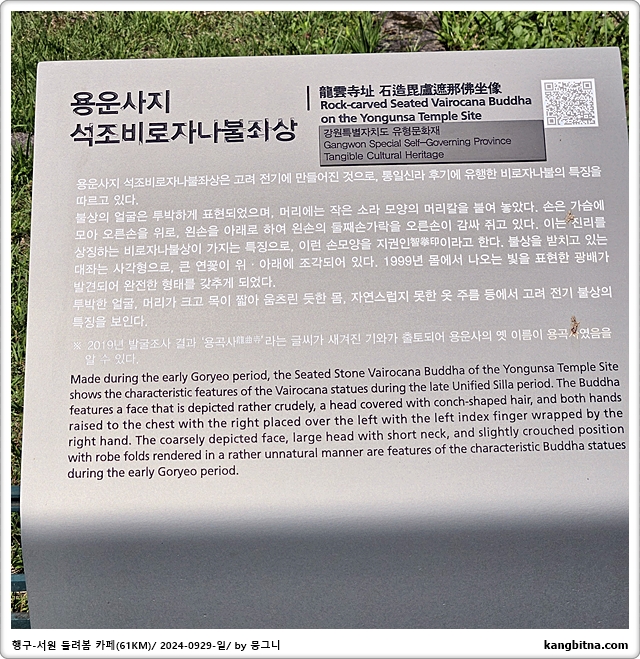 용운사지
석조비로자나불좌상
龍雲寺址 石造毘盧遮那佛坐像
Rock-carved Seated Vairocana Buddha
on the Yongunsa Temple Site
강원특별자치도 유형문화재
Gangwon Special Self-Governing Province
Tangible Cultural Heritage
용운사지 석조비로자나불좌상은 고려 전기에 만들어진 것으로, 통일신라 후기에 유행한 비로자나불의 특징을
따르고 있다.
불상의 얼굴은 투박하게 표현되었으며, 머리에는 작은 소라 모양의 머리칼을 붙여 놓았다. 손은 가슴에
모아 오른손을 위로, 왼손을 아래로 하여 왼손의 둘째손가락을 오른손이 감싸 쥐고 있다. 이는 진리를
상징하는 비로자나불상이 가지는 특징으로, 이런 손모양을 지권인智拳印이라고 한다. 불상을 받치고 있는
대좌는 사각형으로, 큰 연꽃이 위 · 아래에 조각되어 있다. 1999년 몸에서 나오는 빛을 표현한 광배가
발견되어 완전한 형태를 갖추게 되었다.
투박한 얼굴, 머리가 크고 목이 짧아 움츠린 듯한 몸, 자연스럽지 못한 옷 주름 등에서 고려 전기 불상의
특징을 보인다.
※ 2019년 발굴조사 결과 '용곡사龍曲寺'라는 글씨가 새겨진 기와가 출토되어 용운사의 옛 이름이 용곡사였음을
알 수 있다.
Made during the early Goryeo period, the Seated Stone Vairocana Buddha of the Yongunsa Temple Site
shows the characteristic features of the Vairocana statues during the late Unified Silla period. The Buddha
features a face that is depicted rather crudely, a head covered with conch-shaped hair, and both hands
raised to the chest with the right placed over the left with the left index finger wrapped by the
right hand. The coarsely depicted face, large head with short neck, and slightly crouched position
with robe folds rendered in a rather unnatural manner are features of the characteristic Buddha statues
during the early Goryeo period.
행구-서원 들려봄 카페(61KM)/ 2024-0929-일/ by 뭉그니
kangbitna.com